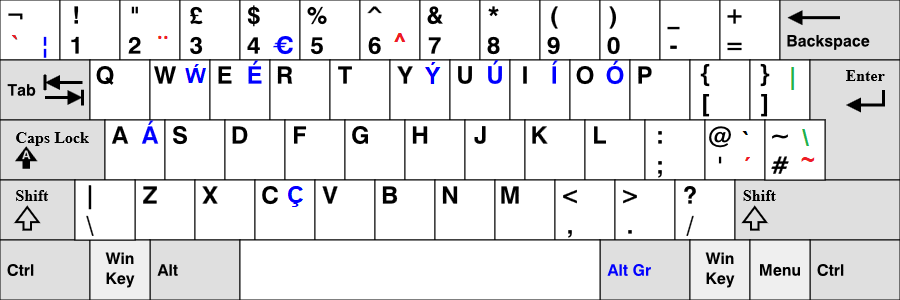 ¬ ! " £ $ % ^ & * ( ) _ +
` ¦ 1 2 ¨ 3 4 € 5 6 ^ 7 8 9 0 - = Backspace
Tab Q W Ẃ E É R T Y Ý U Ú I Í O Ó P { } | Enter
[ ]
Caps Lock A Á S D F G H J K L : @ ` ~ \
A ; ' ´ # ~
Shift | Z X C Ç V B N M < > ? Shift
\ , . /
Ctrl Win Key Alt Alt Gr Win Key Menu Ctrl